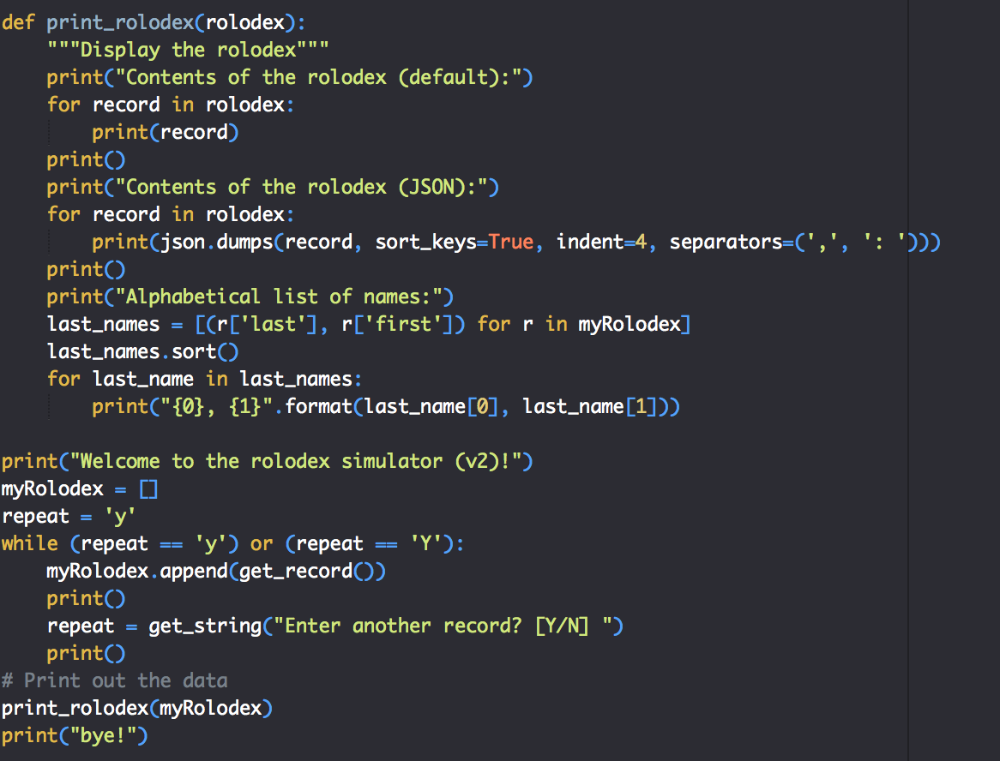 def print_rolodex(rolodex):
    """Display the rolodex"""
    print("Contents of the rolodex (default):")
    for record in rolodex:
        print(record)
    print()
    print("Contents of the rolodex (JSON):")
    for record in rolodex:
        print(json.dumps(record, sort_keys=True, indent=4, separators=(',', ': ')))
    print()
    print("Alphabetical list of names:")
    last_names = [(r['last'], r['first']) for r in myRolodex]
    last_names.sort()
    for last_name in last_names:
        print("{0}, {1}".format(last_name[0], last_name[1]))

print("Welcome to the rolodex simulator (v2)!")
myRolodex = []
repeat = 'y'
while (repeat == 'y') or (repeat == 'Y'):
    myRolodex.append(get_record())
    print()
    repeat = get_string("Enter another record? [Y/N] ")
    print()
# Print out the data
print_rolodex(myRolodex)
print("bye!")